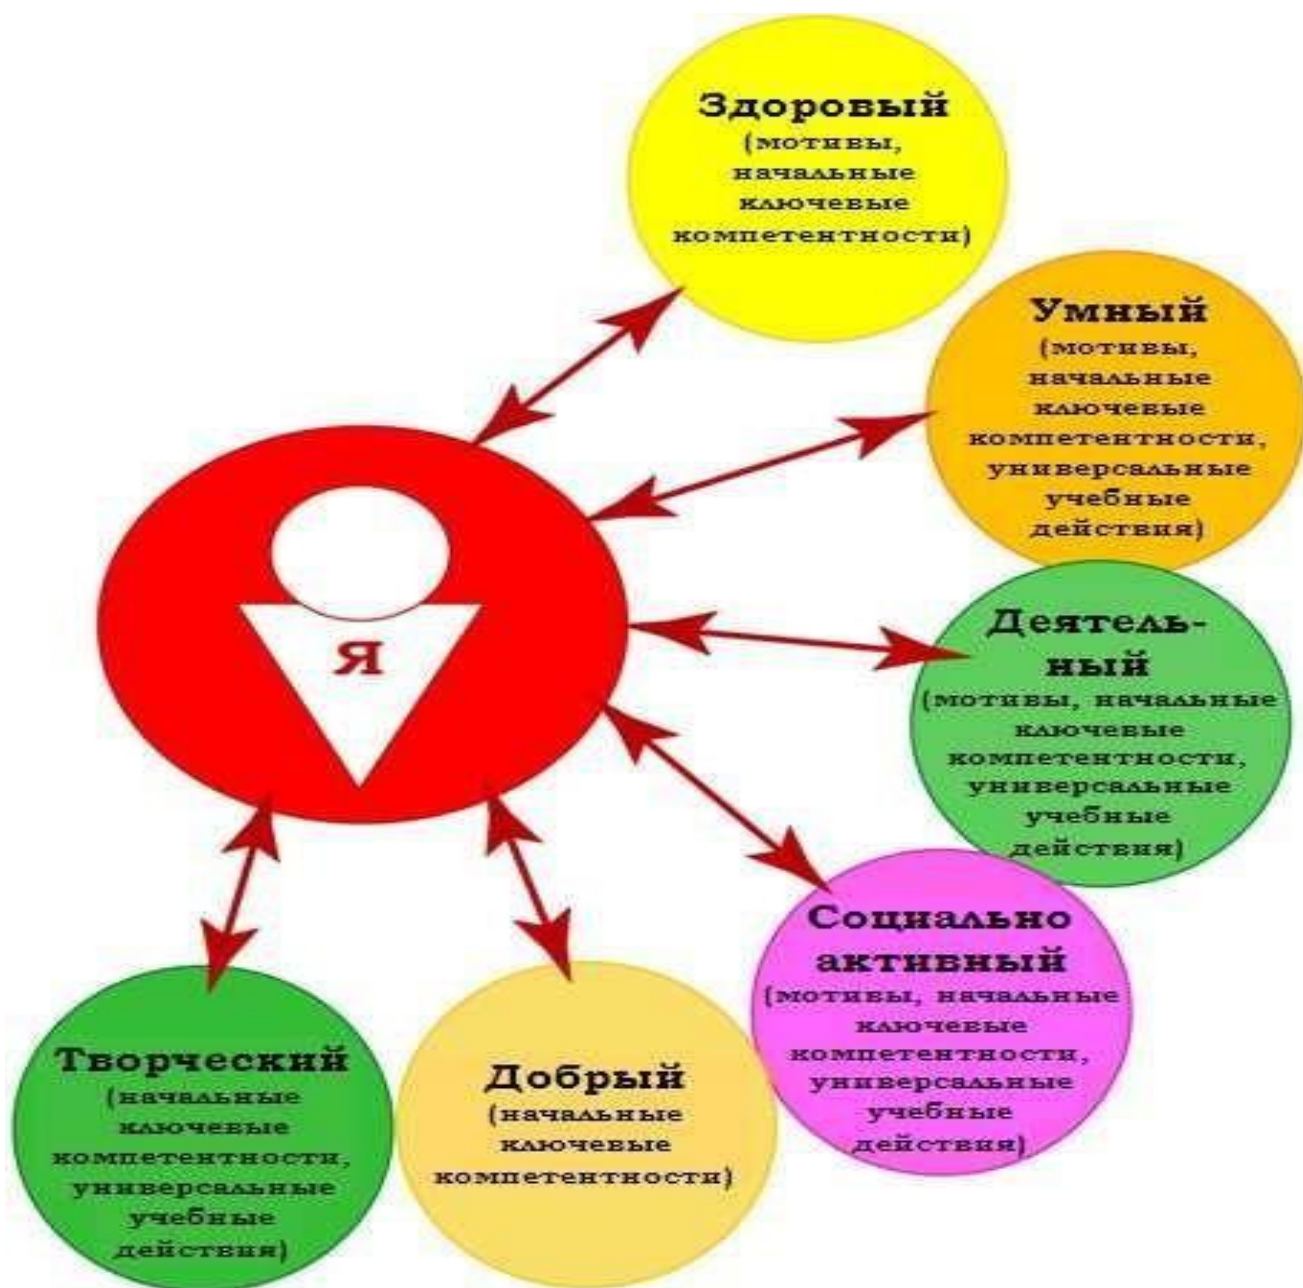 Здоровый
(мотивы,
начальные
ключевые
компетентности)
Умный
(мотивы,
начальные
ключевые
компетентности,
универсальные
учебные
действия)
Деятель-
ный
(мотивы, начальные
ключевые
компетентности,
универсальные
учебные
действия)
Я
Социально
активный
(мотивы, начальные
ключевые
компетентности,
универсальные
учебные
действия)
Добрый
(начальные
ключевые
компетентности)
Творческий
(начальные
ключевые
компетентности,
универсальные
учебные
действия)